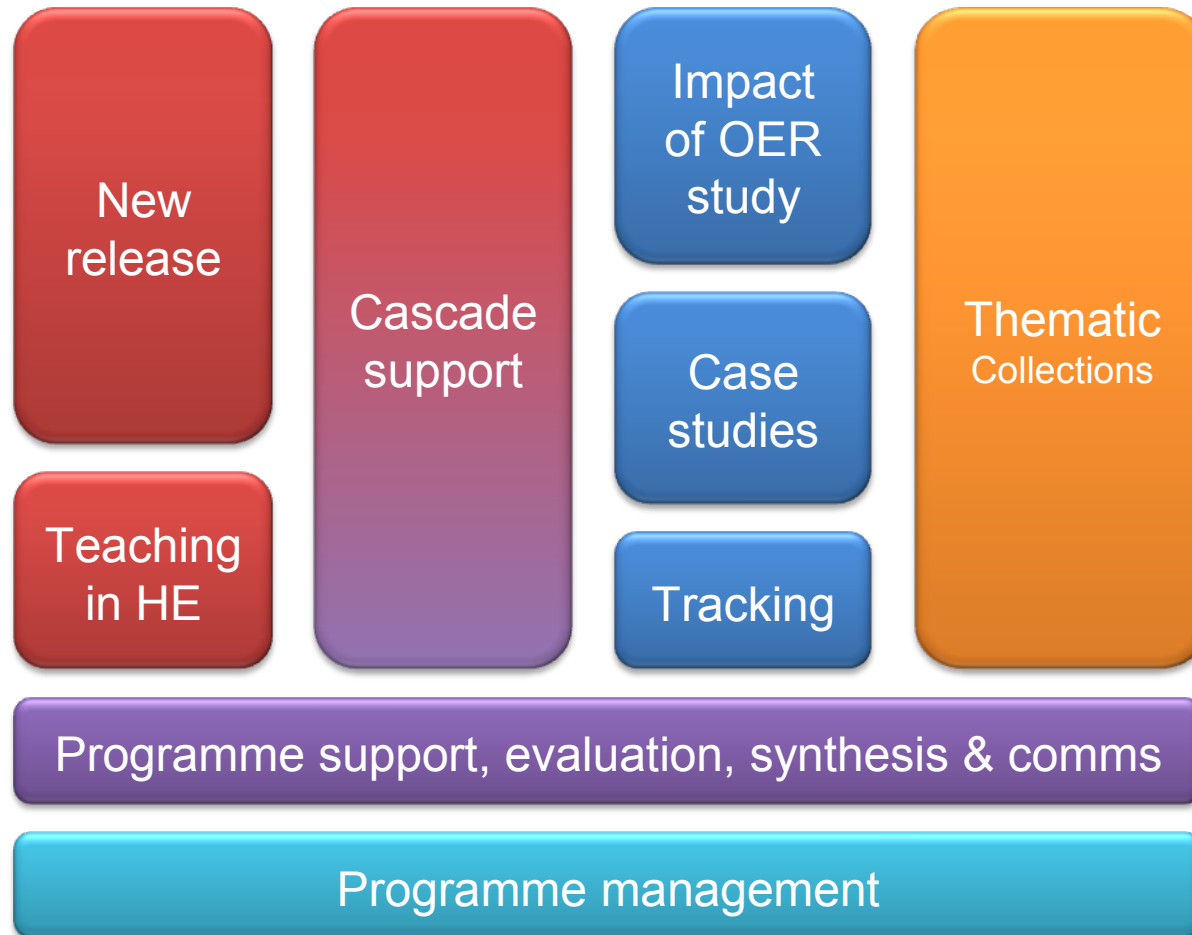 New
release
Teaching
in HE
Cascade
support
Impact
of OER
study
Case
studies
Tracking
Thematic
Collections
Programme support, evaluation, synthesis & comms
Programme management